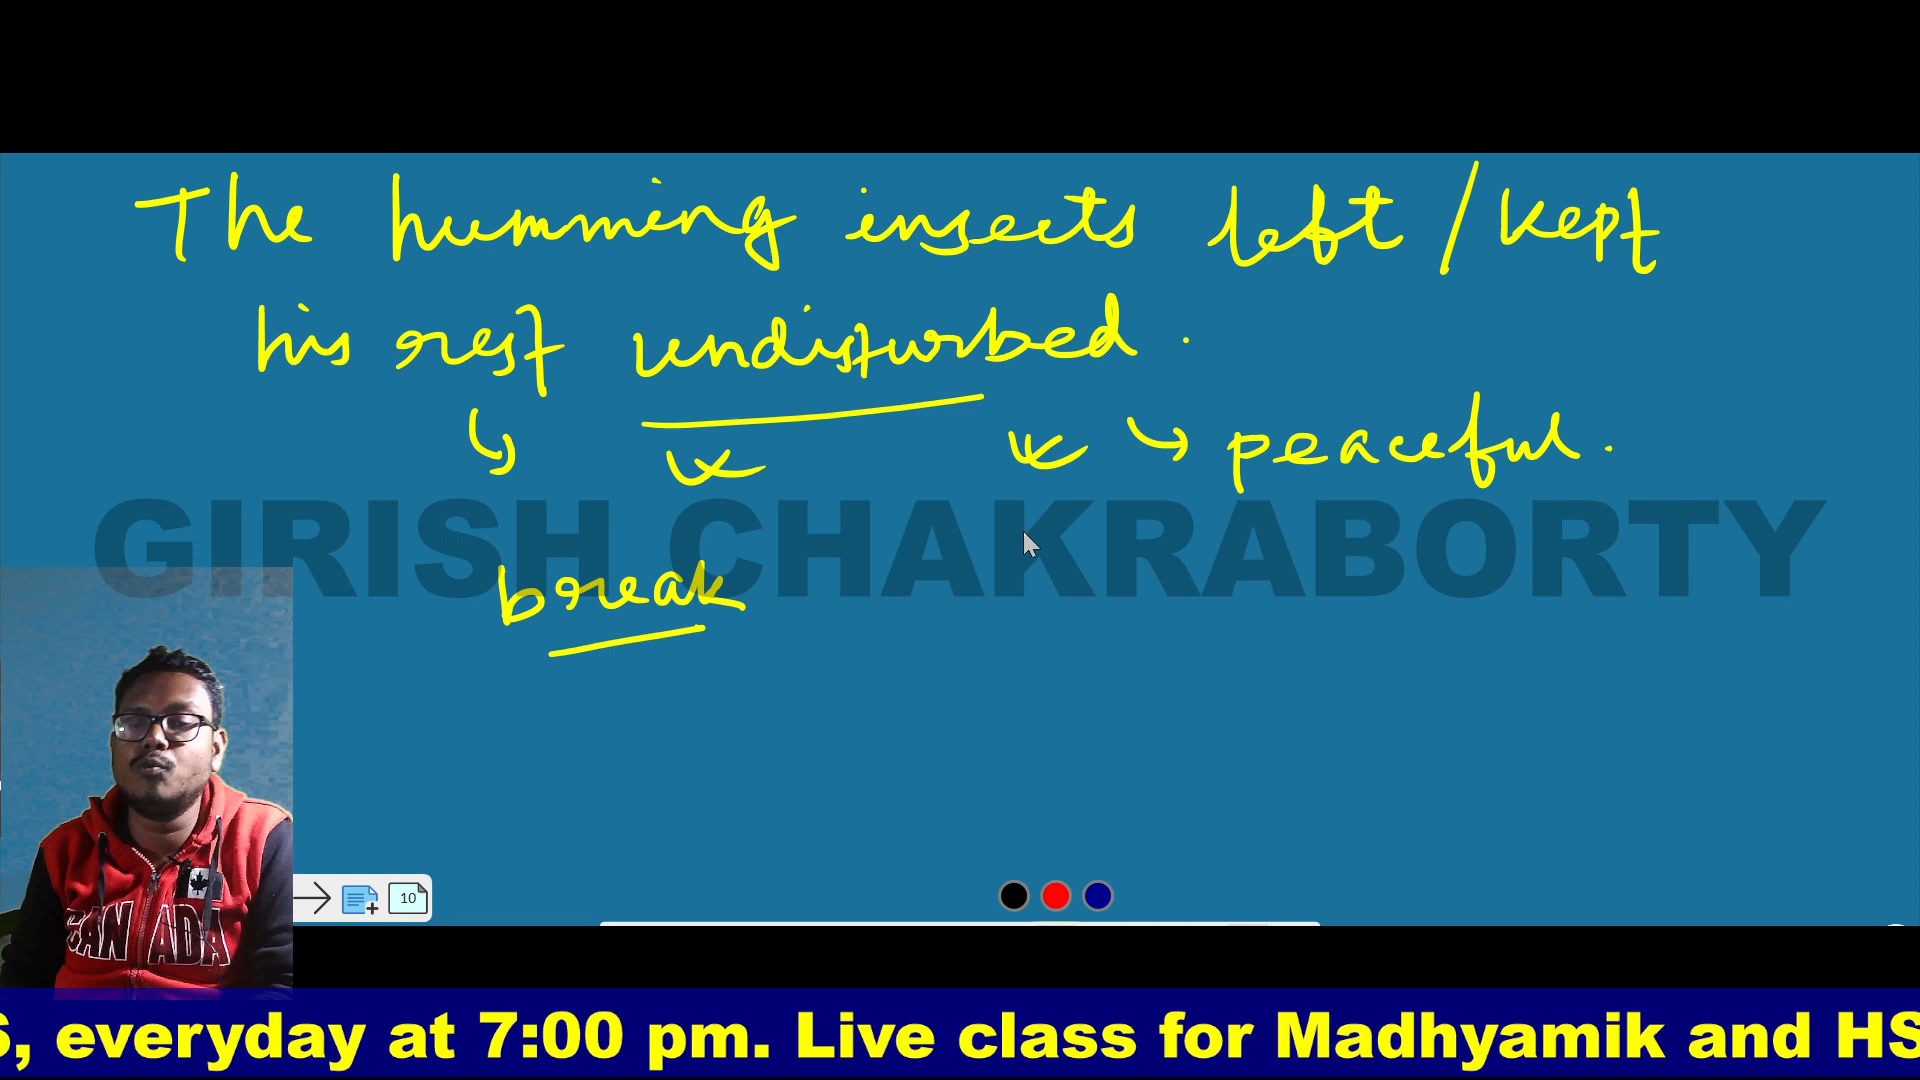 The humming insects left / kept
his rest undisturbed.
peaceful.
GIRISH CHAKRABORTY
break
CANADA
10
S, everyday at 7:00 pm. Live class for Madhyamik and HS